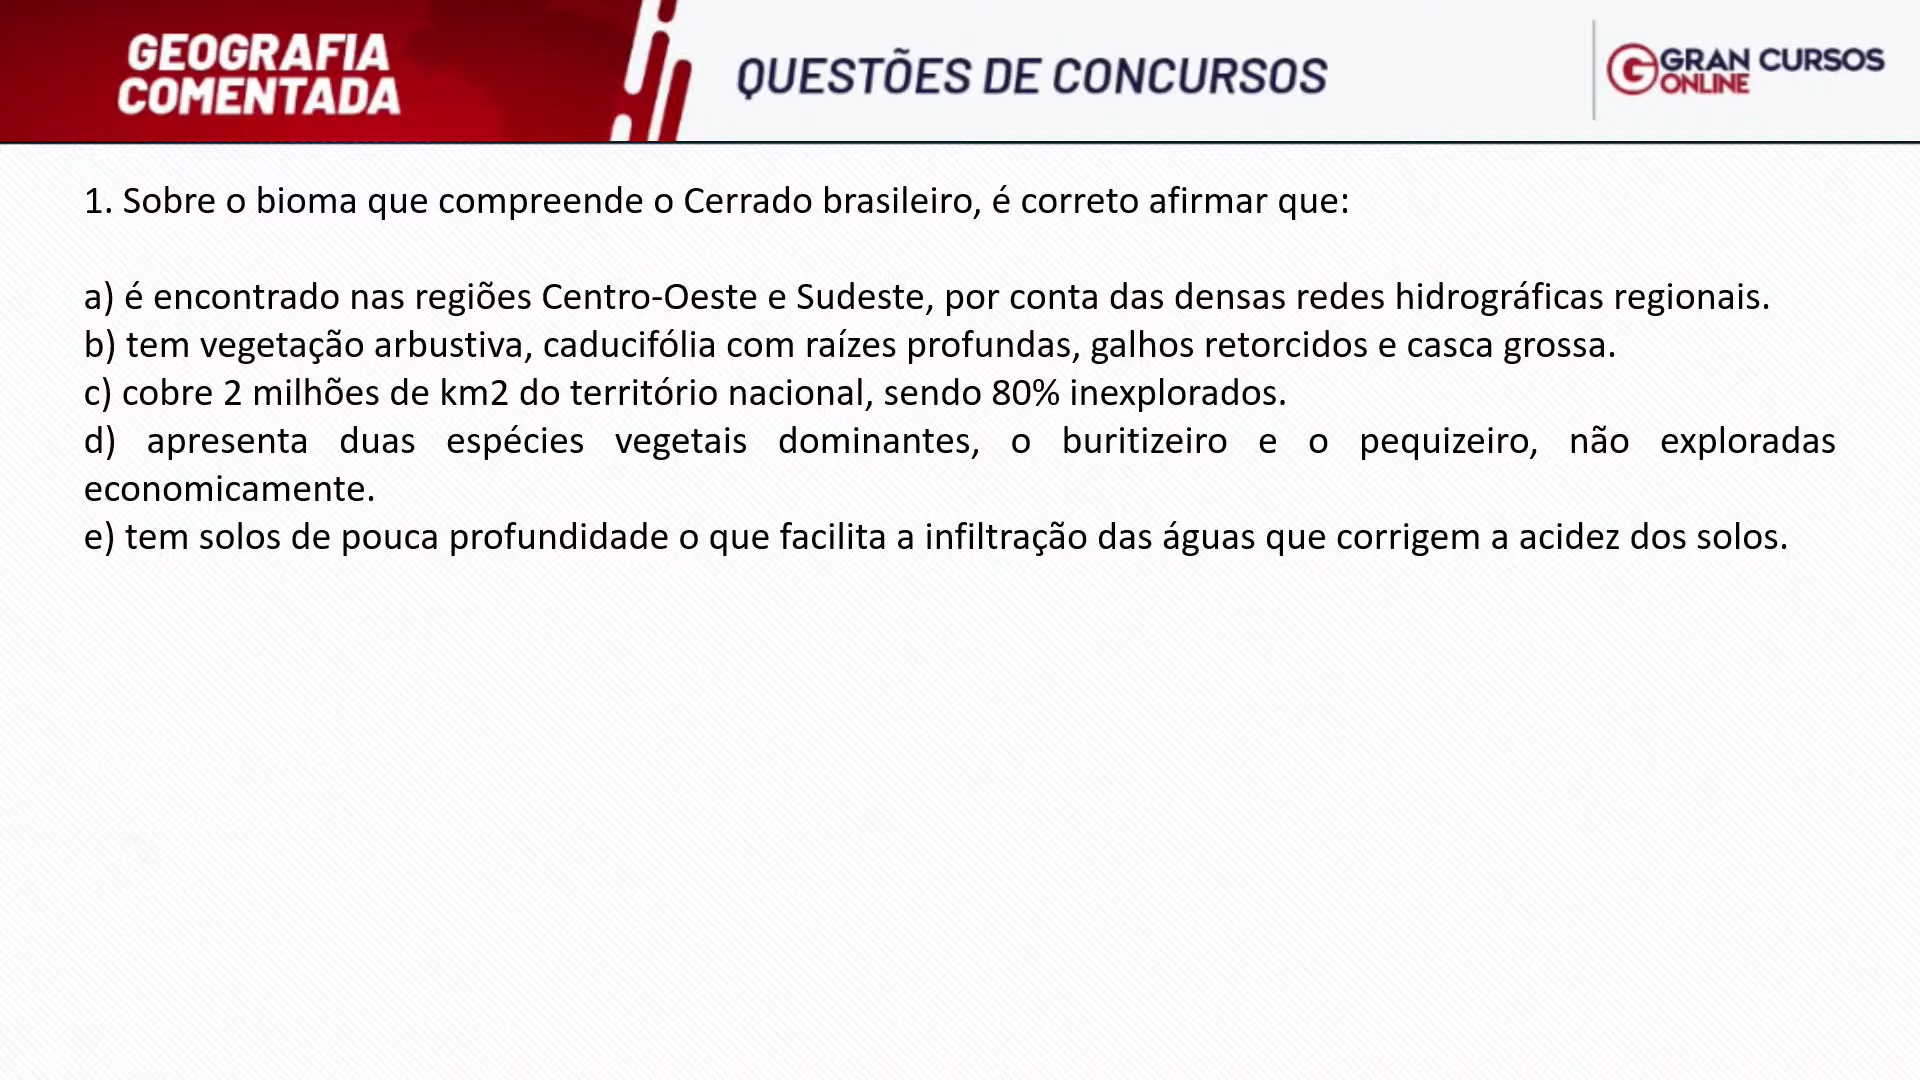 GEOGRAFIA
COMENTADA
QUESTÕES DE CONCURSOS
GRAN CURSOS
ONLINE
1. Sobre o bioma que compreende o Cerrado brasileiro, é correto afirmar que:
a) é encontrado nas regiões Centro-Oeste e Sudeste, por conta das densas redes hidrográficas regionais.
b) tem vegetação arbustiva, caducifólia com raízes profundas, galhos retorcidos e casca grossa.
c) cobre 2 milhões de km2 do território nacional, sendo 80% inexplorados.
d) apresenta duas espécies vegetais dominantes, o buritizeiro e o pequizeiro, não exploradas
economicamente.
e) tem solos de pouca profundidade o que facilita a infiltração das águas que corrigem a acidez dos solos.